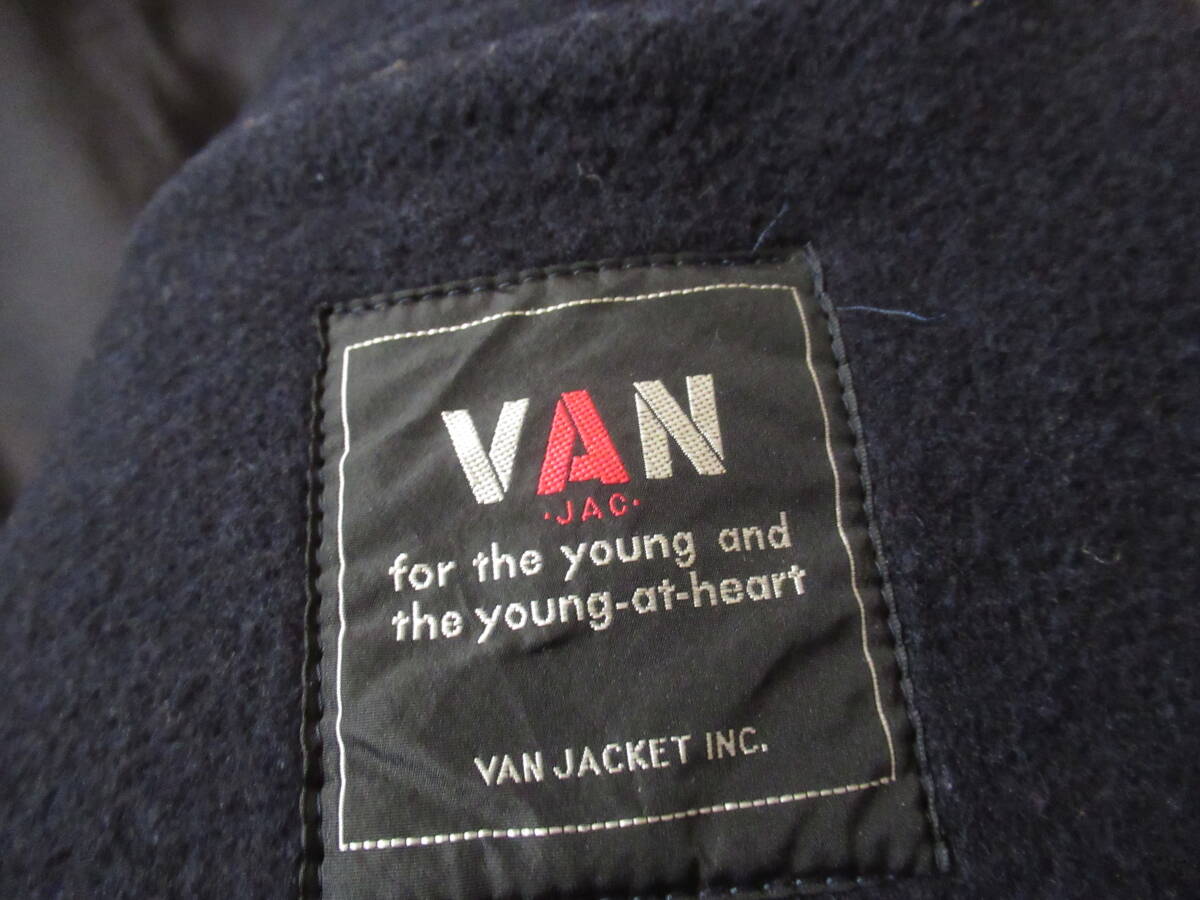 VAN
·JAC·
for the young and
the young-at-heart
VAN JACKET INC.